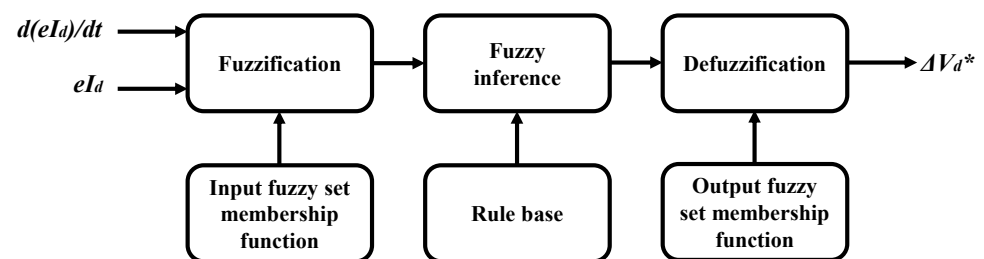 d(eId)/dt
eId
Fuzzification
Fuzzy
inference
Defuzzification
ΔVd*
Input fuzzy set
membership
function
Rule base
Output fuzzy
set membership
function